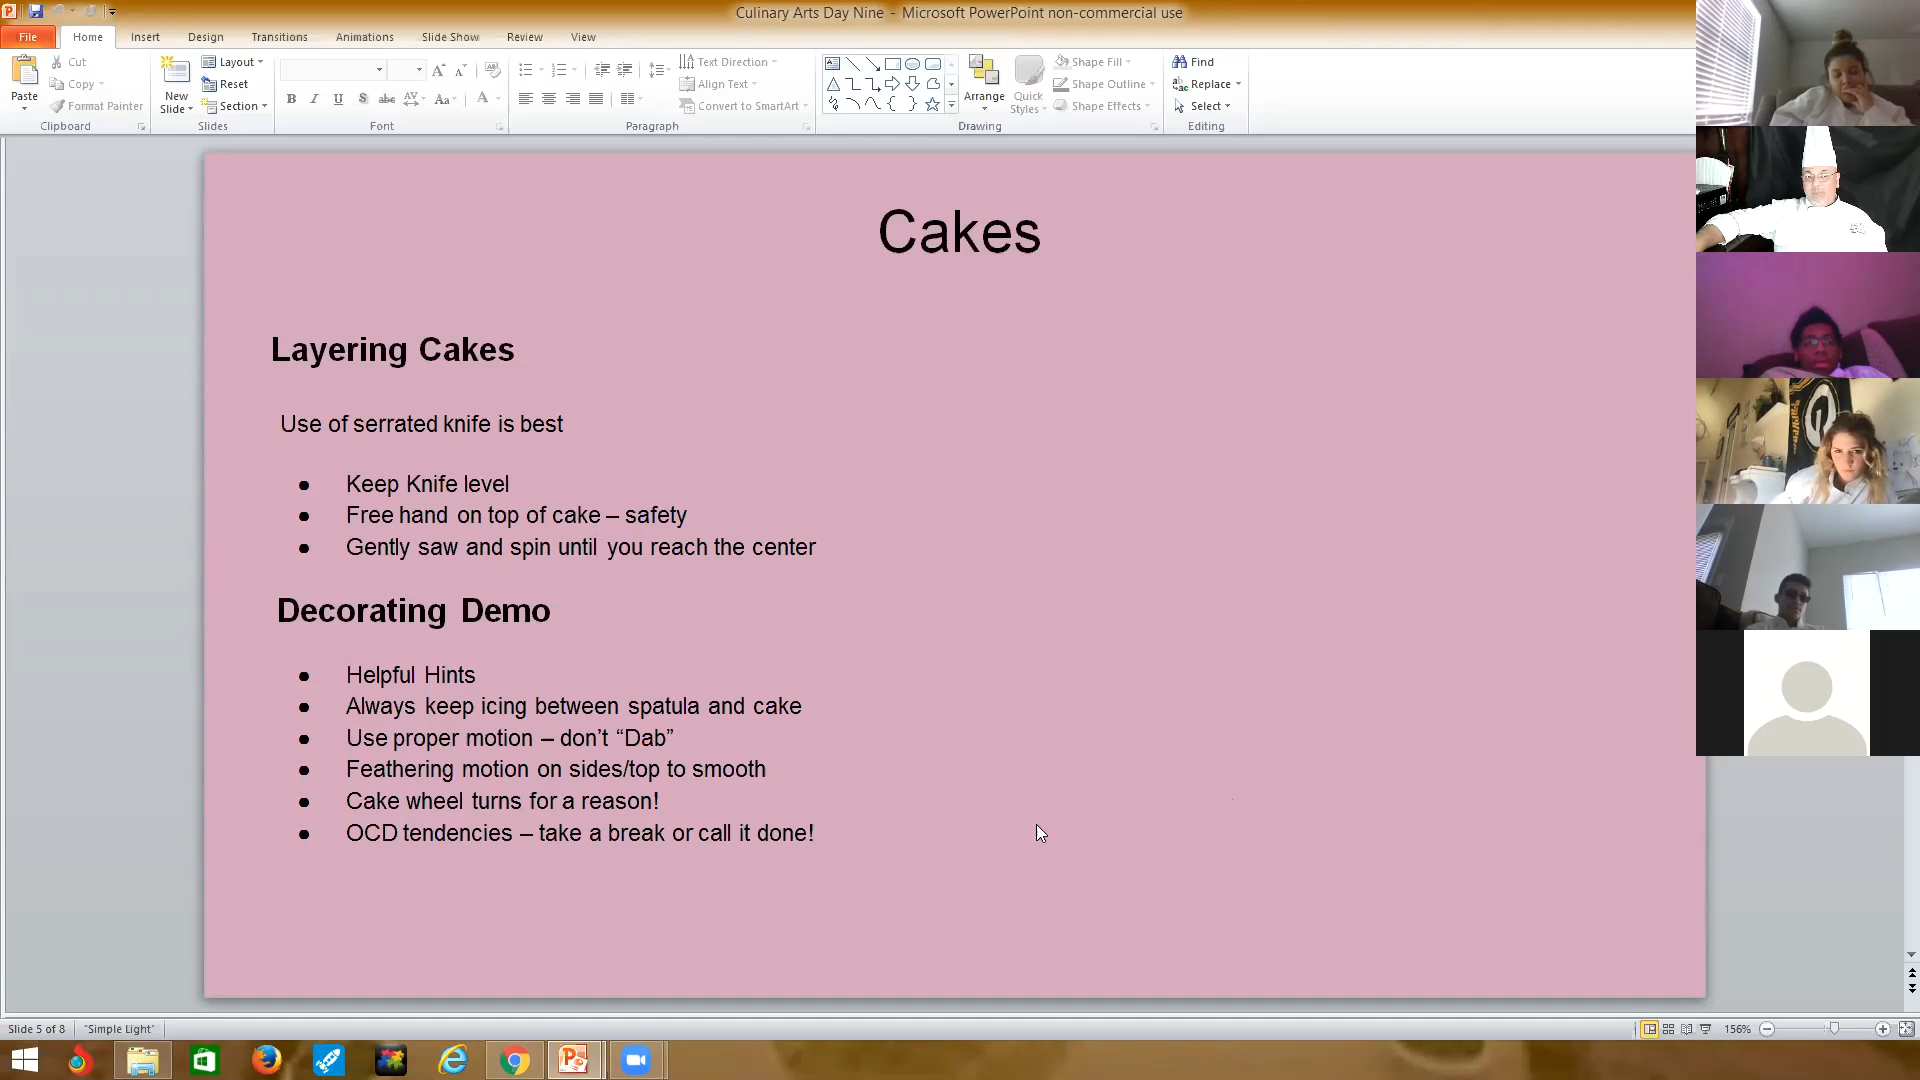 Culinary Arts Day Nine - Microsoft PowerPoint non-commercial use
File Home Insert Design Transitions Animations Slide Show Review View
Paste
Cut
Copy
Format Painter
Clipboard
New Slide
Layout
Reset
Section
Slides
B I U S abc AV Aa A
Font
Text Direction
Align Text
Convert to SmartArt
Paragraph
Arrange
Quick Styles
Shape Fill
Shape Outline
Shape Effects
Drawing
Find
Replace
Select
Editing
Cakes
Layering Cakes
Use of serrated knife is best
● Keep Knife level
● Free hand on top of cake – safety
● Gently saw and spin until you reach the center
Decorating Demo
● Helpful Hints
● Always keep icing between spatula and cake
● Use proper motion – don’t “Dab”
● Feathering motion on sides/top to smooth
● Cake wheel turns for a reason!
● OCD tendencies – take a break or call it done!
Slide 5 of 8 "Simple Light" 156%